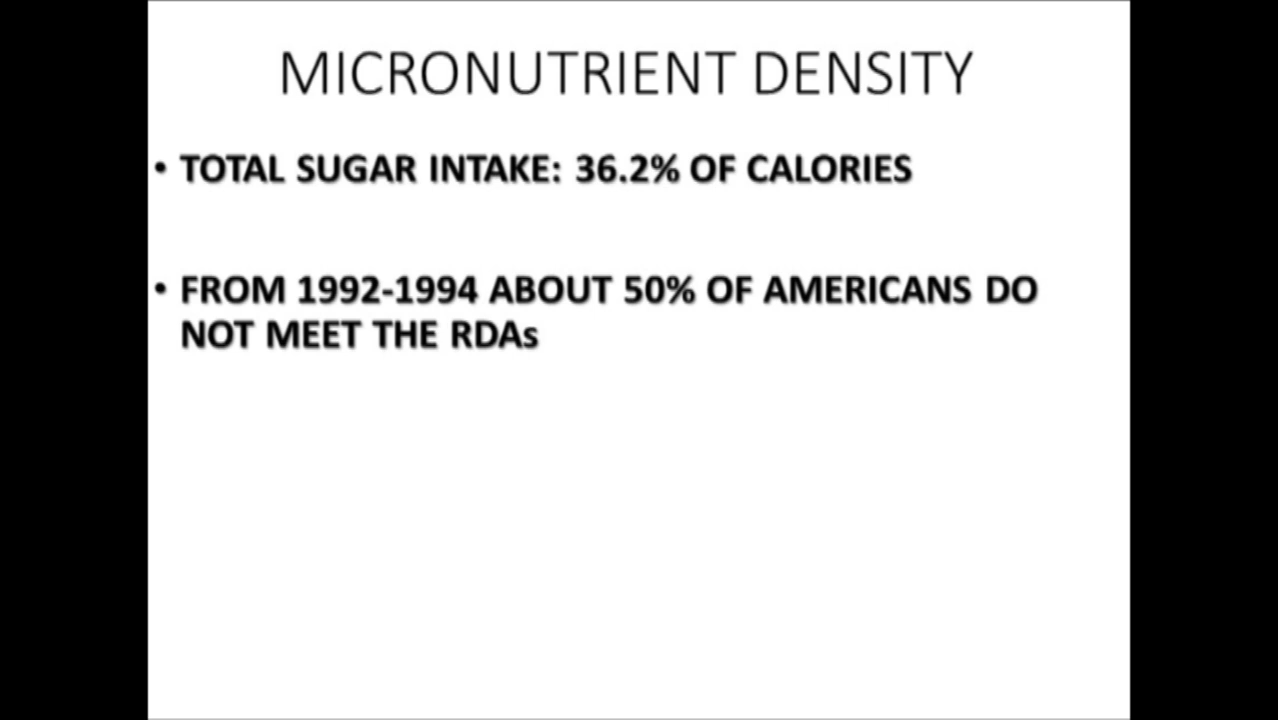 MICRONUTRIENT DENSITY
• TOTAL SUGAR INTAKE: 36.2% OF CALORIES
• FROM 1992-1994 ABOUT 50% OF AMERICANS DO
NOT MEET THE RDAs